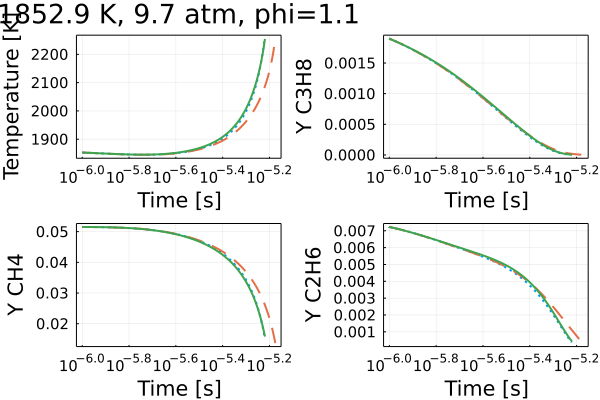 1852.9 K, 9.7 atm, phi=1.1
Temperature [K]
2200
2100
2000
1900
10^−6.0 10^−5.8 10^−5.6 10^−5.4 10^−5.2
Time [s]
Y C3H8
0.0015
0.0010
0.0005
0.0000
10^−6.0 10^−5.8 10^−5.6 10^−5.4 10^−5.2
Time [s]
Y CH4
0.05
0.04
0.03
0.02
10^−6.0 10^−5.8 10^−5.6 10^−5.4 10^−5.2
Time [s]
Y C2H6
0.007
0.006
0.005
0.004
0.003
0.002
0.001
10^−6.0 10^−5.8 10^−5.6 10^−5.4 10^−5.2
Time [s]